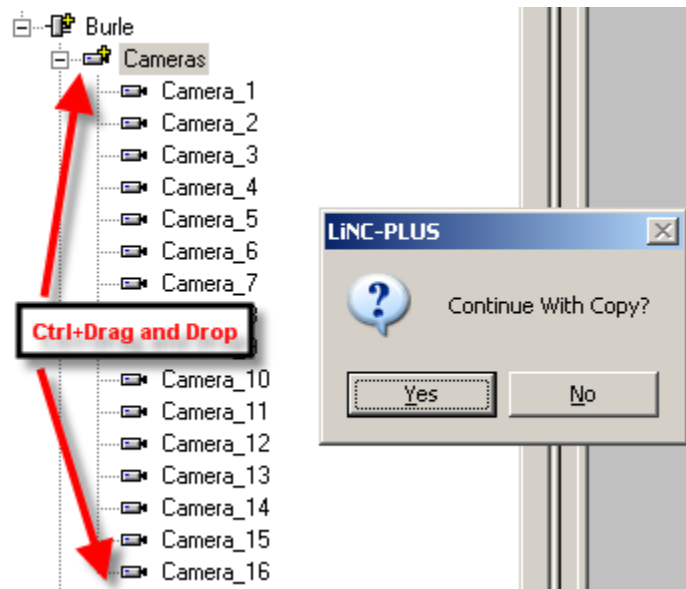 Burle
Cameras
Camera_1
Camera_2
Camera_3
Camera_4
Camera_5
Camera_6
Camera_7
Ctrl+Drag and Drop
Camera_10
Camera_11
Camera_12
Camera_13
Camera_14
Camera_15
Camera_16
LiNC-PLUS
Continue With Copy?
Yes
No